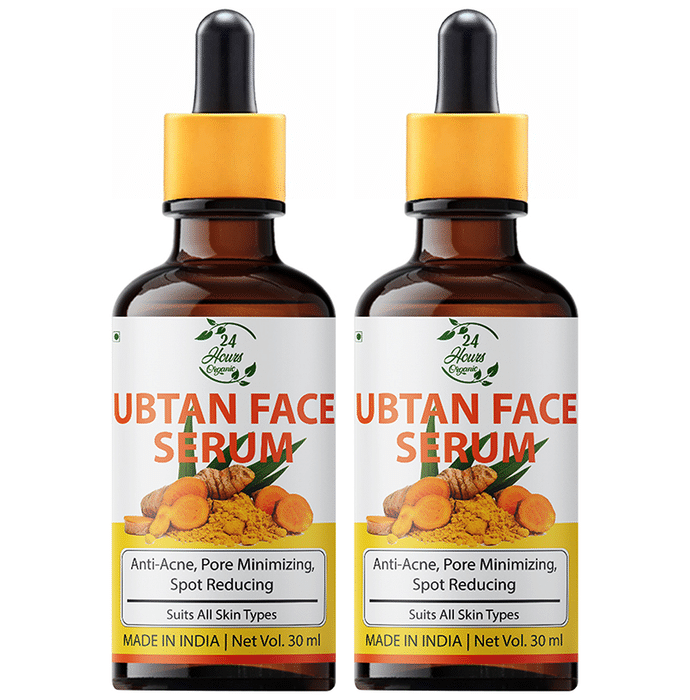 24
Hours
Organic
UBTAN FACE
SERUM
Anti-Acne, Pore Minimizing,
Spot Reducing
Suits All Skin Types
MADE IN INDIA | Net Vol. 30 ml
24
Hours
Organic
UBTAN FACE
SERUM
Anti-Acne, Pore Minimizing,
Spot Reducing
Suits All Skin Types
MADE IN INDIA | Net Vol. 30 ml